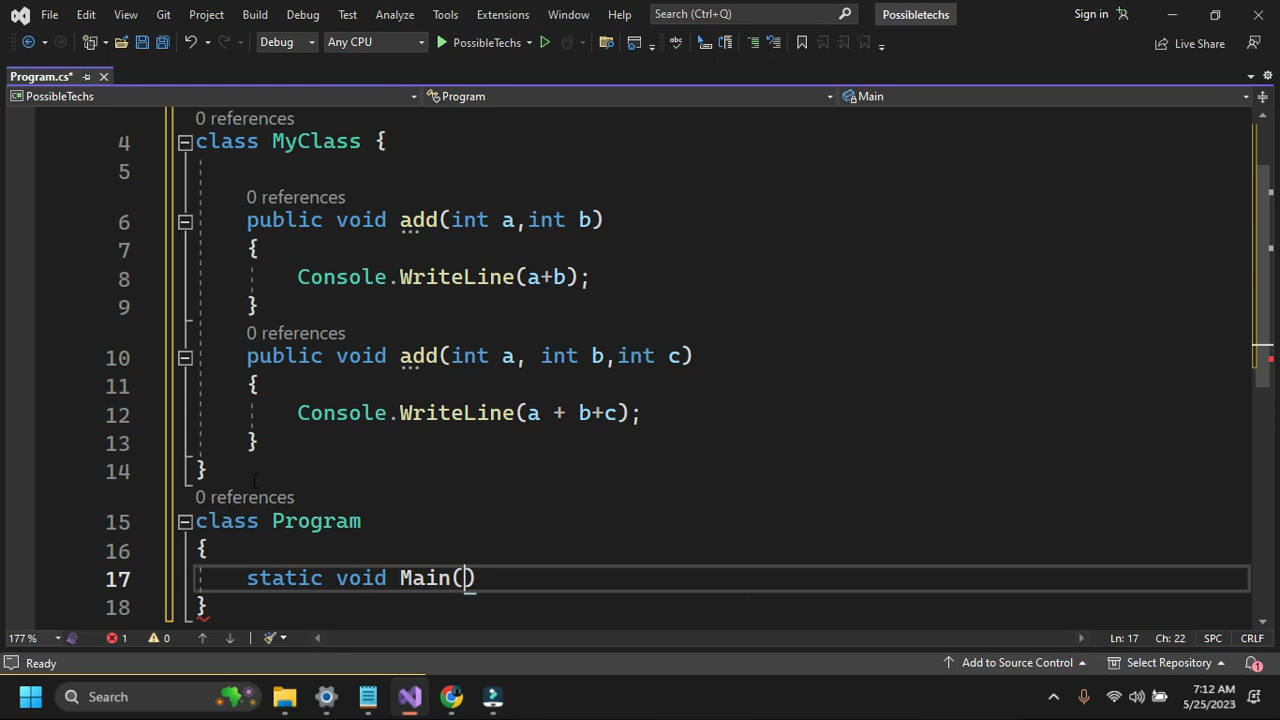 File Edit View Git Project Build Debug Test Analyze Tools Extensions Window Help Search (Ctrl+Q) Possibletechs Sign in
Debug Any CPU PossibleTechs Live Share
Program.cs*
PossibleTechs Program Main
0 references
4 class MyClass {
5
0 references
6 public void add(int a,int b)
7 {
8 Console.WriteLine(a+b);
9 }
0 references
10 public void add(int a, int b,int c)
11 {
12 Console.WriteLine(a + b+c);
13 }
14 }
0 references
15 class Program
16 {
17 static void Main()
18 }
177 % 1 0 Ln: 17 Ch: 22 SPC CRLF
Ready Add to Source Control Select Repository 1
Search 7:12 AM
5/25/2023